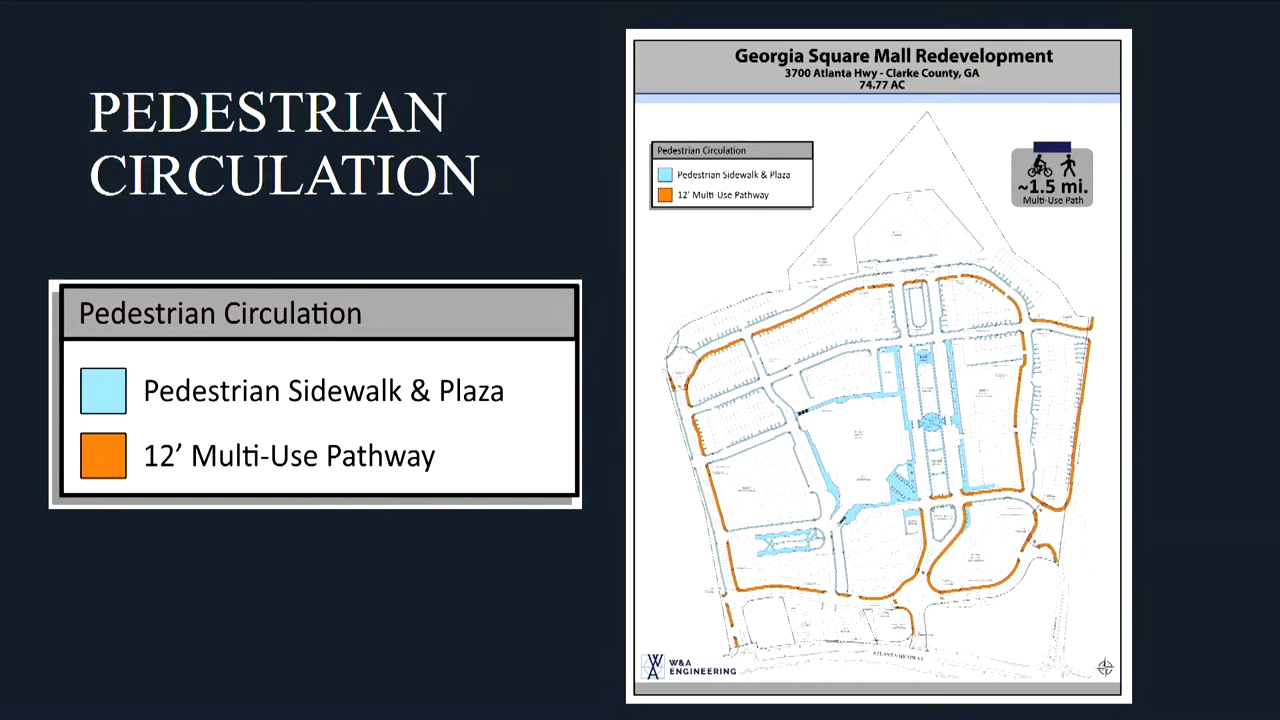 PEDESTRIAN
CIRCULATION
Pedestrian Circulation
Pedestrian Sidewalk & Plaza
12’ Multi-Use Pathway
Georgia Square Mall Redevelopment
3700 Atlanta Hwy - Clarke County, GA
74.77 AC
Pedestrian Circulation
Pedestrian Sidewalk & Plaza
12’ Multi-Use Pathway
~1.5 mi.
Multi-Use Path
ATLANTA HIGHWAY
W&A
ENGINEERING